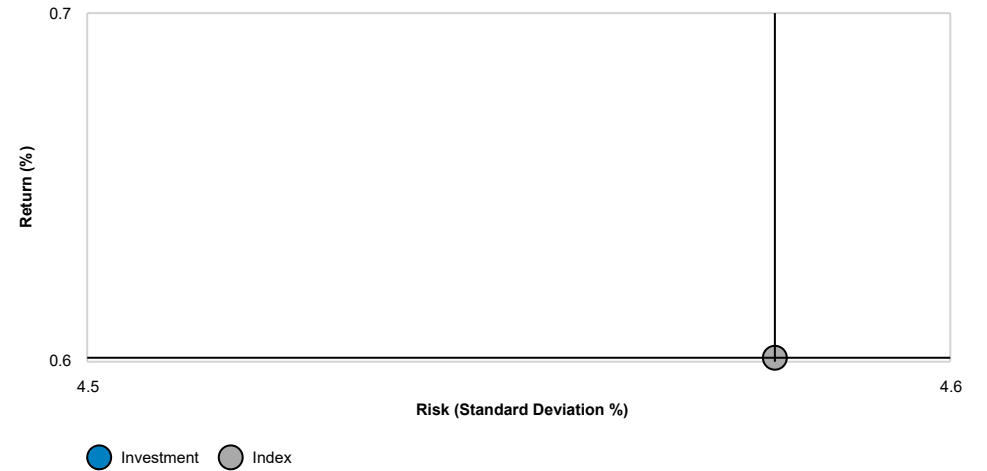 0.7
Return (%)
0.6
4.5
4.6
Risk (Standard Deviation %)
Investment
Index